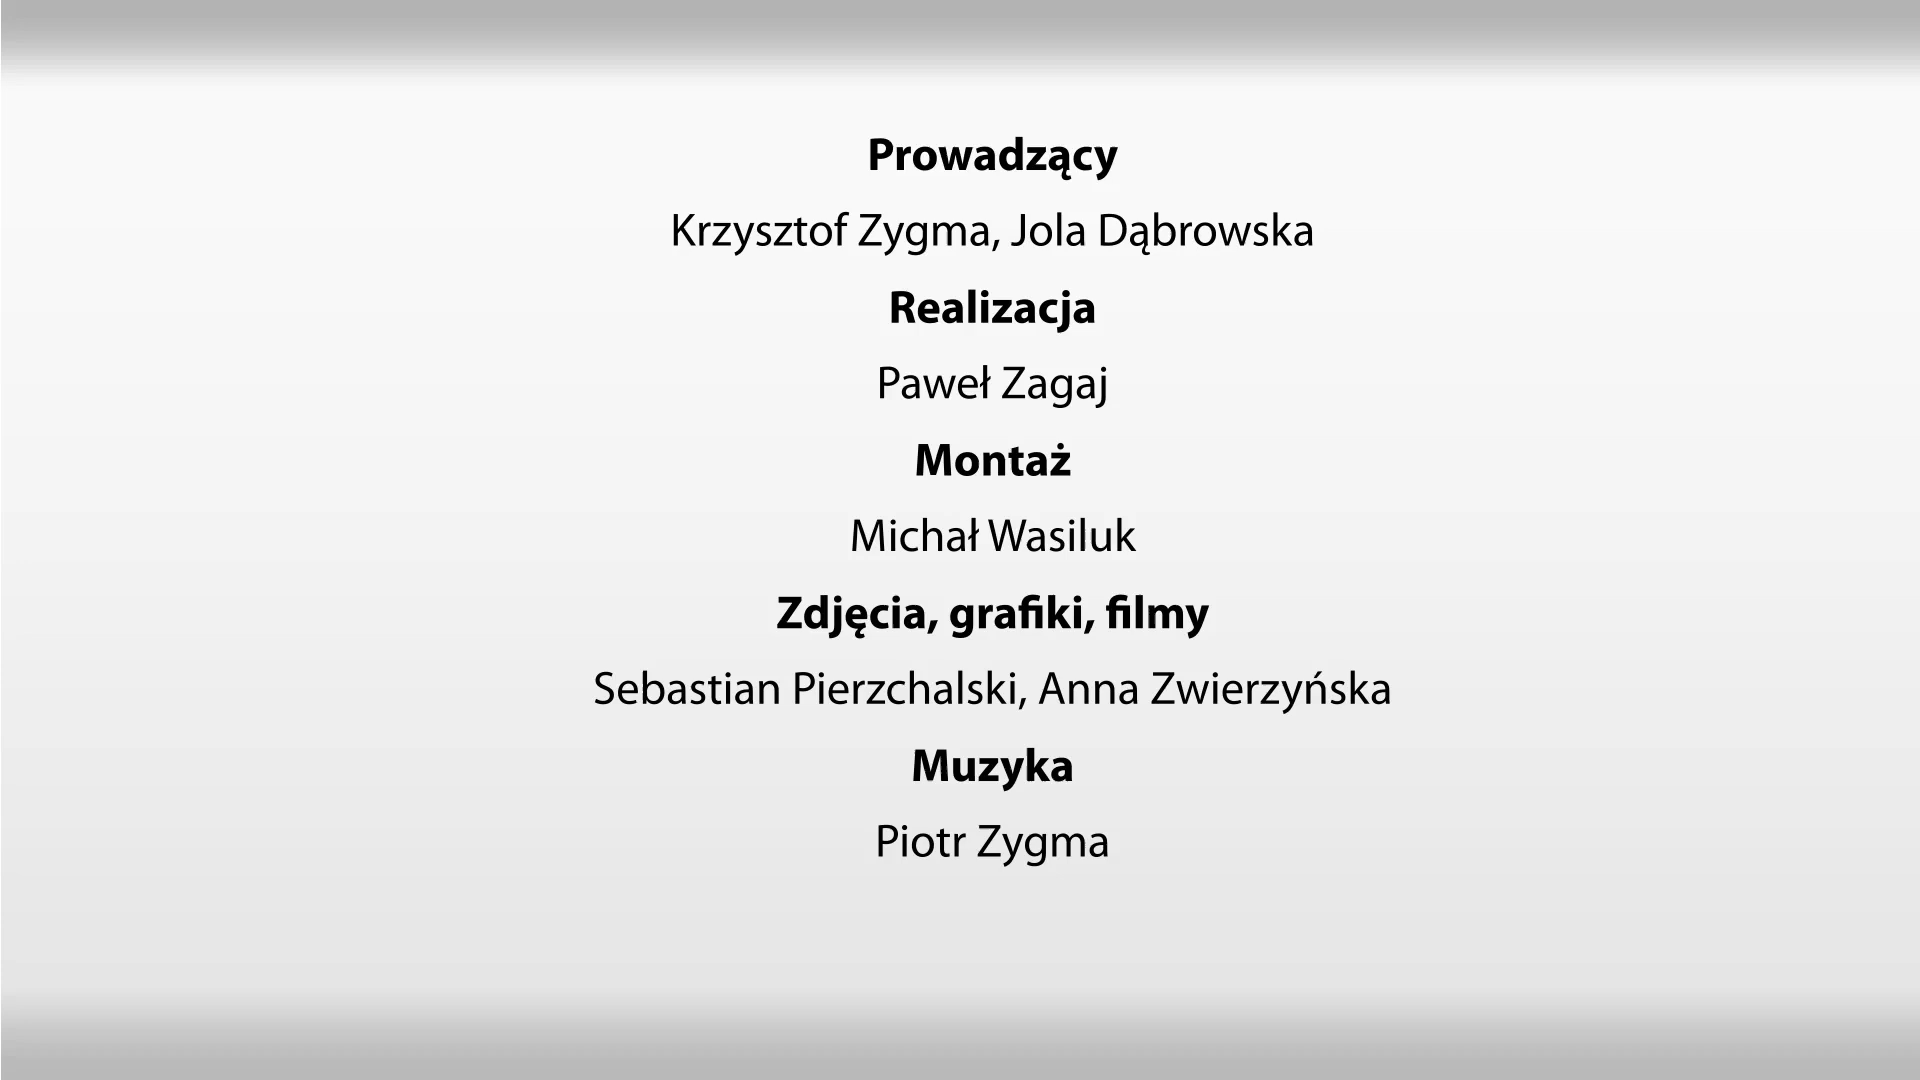 Prowadzący
Krzysztof Zygma, Jola Dąbrowska
Realizacja
Paweł Zagaj
Montaż
Michał Wasiluk
Zdjęcia, grafiki, filmy
Sebastian Pierzchalski, Anna Zwierzyńska
Muzyka
Piotr Zygma